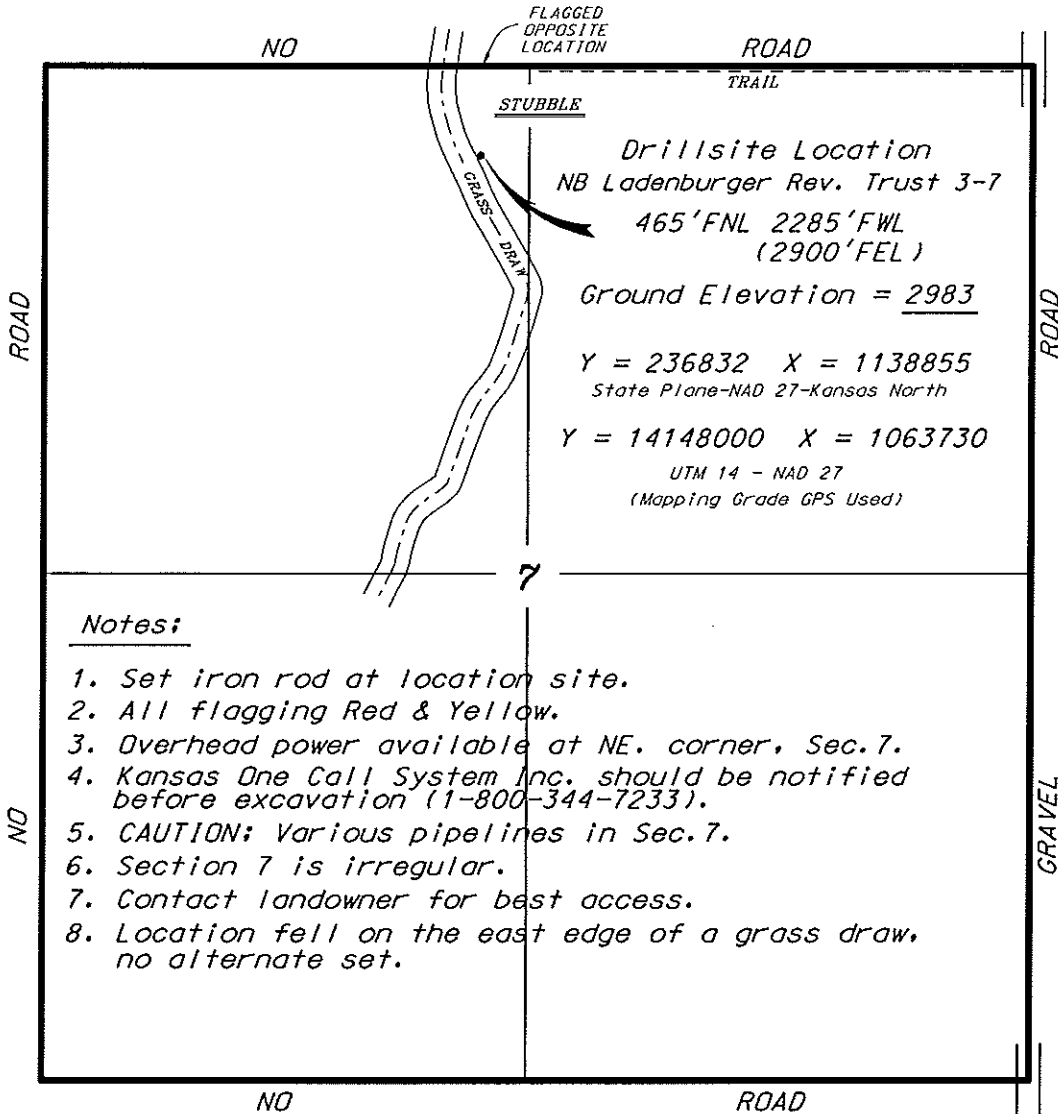 FLAGGED
OPPOSITE
LOCATION
NO ROAD
TRAIL
STUBBLE
Drillsite Location
NB Ladenburger Rev. Trust 3-7
465'FNL 2285'FWL
(2900'FEL)
GRASS DRAW
Ground Elevation = 2983
ROAD
ROAD
Y = 236832 X = 1138855
State Plane-NAD 27-Kansas North
Y = 14148000 X = 1063730
UTM 14 - NAD 27
(Mapping Grade GPS Used)
7
Notes:
1. Set iron rod at location site.
2. All flagging Red & Yellow.
3. Overhead power available at NE. corner, Sec.7.
4. Kansas One Call System Inc. should be notified
before excavation (1-800-344-7233).
5. CAUTION: Various pipelines in Sec.7.
6. Section 7 is irregular.
7. Contact landowner for best access.
8. Location fell on the east edge of a grass draw,
no alternate set.
NO
GRAVEL
NO ROAD